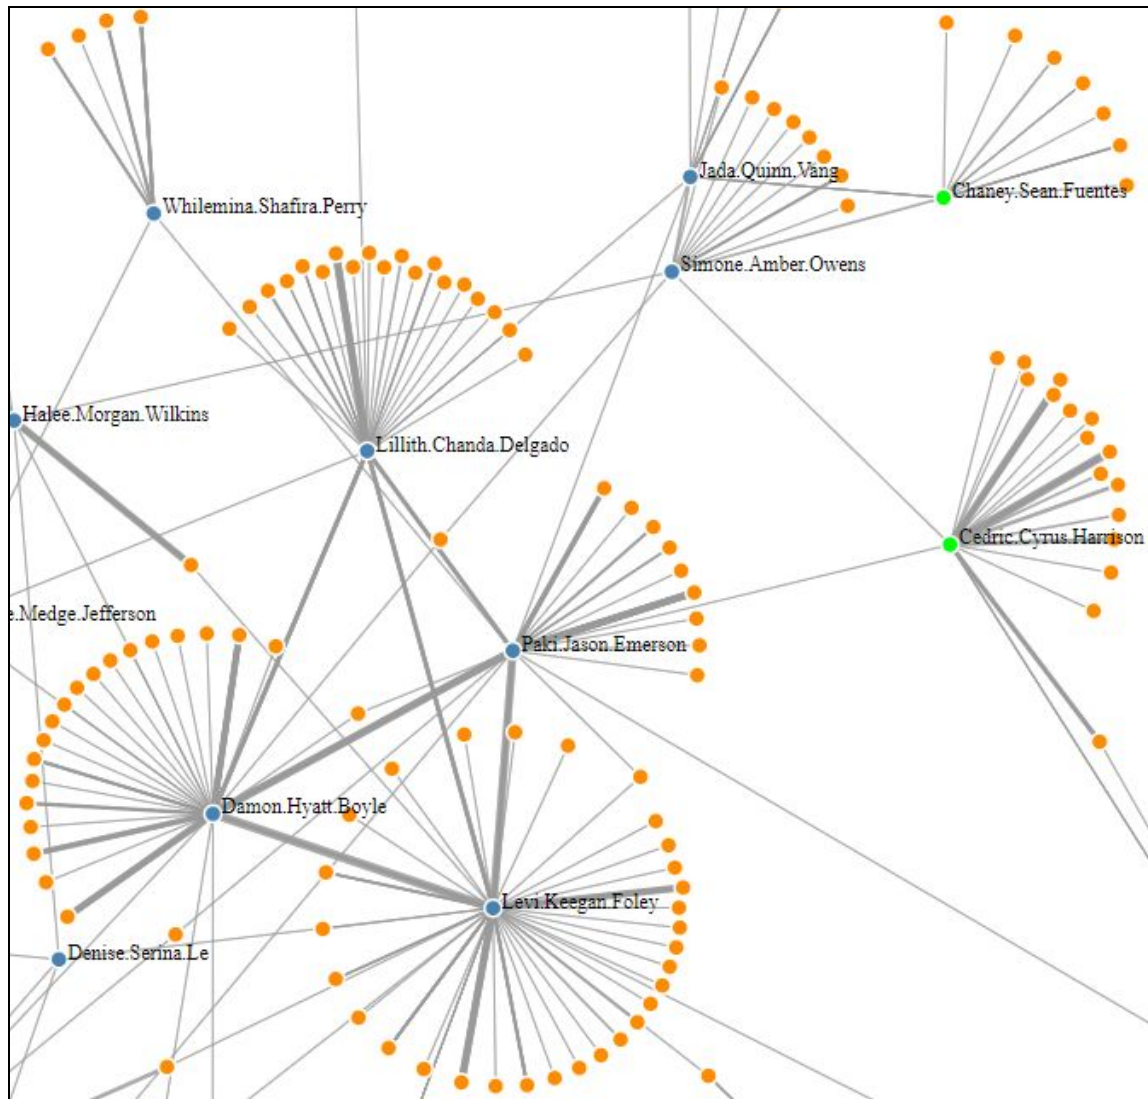 Jada.Quinn.Vang
Chaney.Sean.Fuentes
Whilemina.Shafira.Perry
Simone.Amber.Owens
Halee.Morgan.Wilkins
Lillith.Chanda.Delgado
Cedric.Cyrus.Harrison
e.Medge.Jefferson
Paki.Jason.Emerson
Damon.Hyatt.Boyle
Levi.Keegan.Foley
Denise.Serina.Le